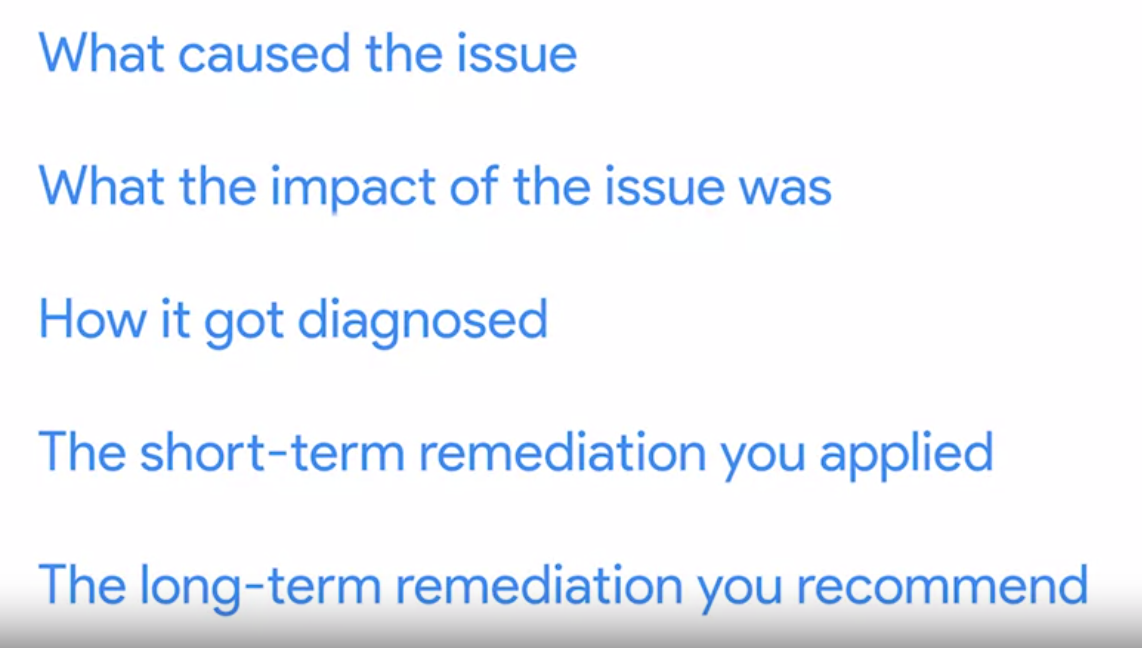 What caused the issue
What the impact of the issue was
How it got diagnosed
The short-term remediation you applied
The long-term remediation you recommend